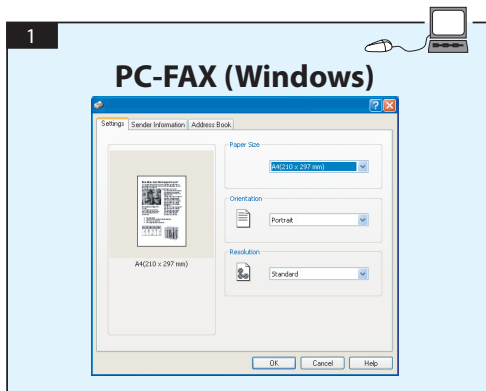 1
PC-FAX (Windows)
Settings
Sender Information
Address Book
Paper Size
A4(210 x 297 mm)
Orientation
Portrait
A4(210 x 297 mm)
Resolution
Standard
OK
Cancel
Help